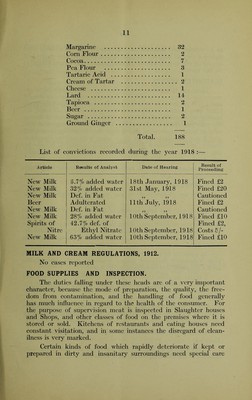 11
Margarine ........................ 32
Corn Flour ........................ 2
Cocoa ........................ 7
Pea Flour ........................ 3
Tartaric Acid ........................ 1
Cream of Tartar ........................ 2
Cheese ........................ 1
Lard ........................ 14
Tapioca ........................ 2
Beer ........................ 1
Sugar ........................ 2
Ground Ginger ........................ 1
Total. 188
List of convictions recorded during the year 1918 :—
Article Results of Analyst Date of Hearing Result of Proceeding
New Milk 5.7% added water 18th January, 1918 Fined £2
New Milk 32% added water 31st May, 1918 Fined £20
New Milk Def. in Fat Cautioned
Beer Adulterated 11th July, 1918 Fined £2
New Milk Def. in Fat ,, ,, Cautioned
New Milk 28% added water 10th September, 1918 Fined £10
Spirits of 42.7% def. of Fined £2,
Nitre Ethyl Nitrate 10th September, 1918 Costs 7/-
New Milk 63% added water 10th September, 1918 Fined £10
MILK AND CREAM REGULATIONS, 1912.
No cases reported
FOOD SUPPLIES AND INSPECTION.
The duties falling under these heads are of a very important
character, because the mode of preparation, the quality, the free-
dom from contamination, and the handling of food generally
has much influence in regard to the health of the consumer. For
the purpose of supervision meat is inspected in Slaughter houses
and Shops, and other classes of food on the premises where it is
stored or sold. Kitchens of restaurants and eating houses need
constant visitation, and in some instances the disregard of clean-
liness is very marked.
Certain kinds of food which rapidly deteriorate if kept or
prepared in dirty and insanitary surroundings need special care